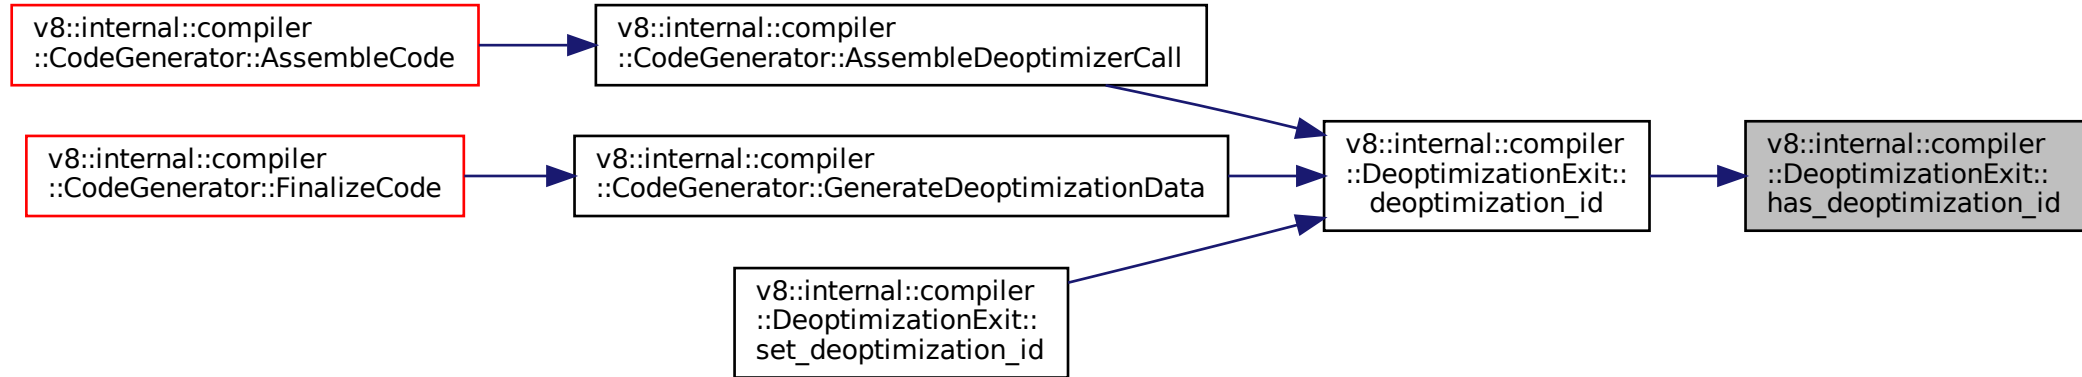 v8::internal::compiler
::CodeGenerator::AssembleCode
v8::internal::compiler
::CodeGenerator::AssembleDeoptimizerCall
v8::internal::compiler
::CodeGenerator::FinalizeCode
v8::internal::compiler
::CodeGenerator::GenerateDeoptimizationData
v8::internal::compiler
::DeoptimizationExit::
set_deoptimization_id
v8::internal::compiler
::DeoptimizationExit::
deoptimization_id
v8::internal::compiler
::DeoptimizationExit::
has_deoptimization_id